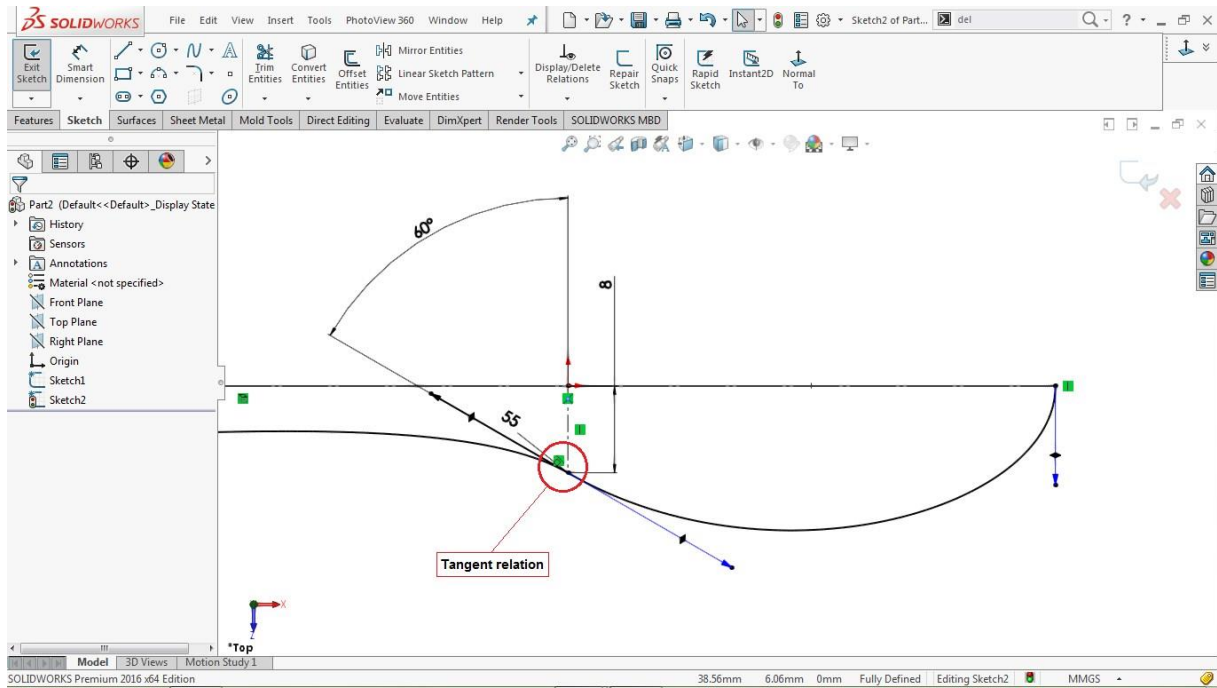 SOLIDWORKS File Edit View Insert Tools PhotoView 360 Window Help Sketch2 of Part... del
Exit Sketch
Smart Dimension
Trim Entities
Convert Entities
Offset Entities
Mirror Entities
Linear Sketch Pattern
Move Entities
Display/Delete Relations
Repair Sketch
Quick Snaps
Rapid Sketch
Instant2D
Normal To
Features Sketch Surfaces Sheet Metal Mold Tools Direct Editing Evaluate DimXpert Render Tools SOLIDWORKS MBD
Part2 (Default<<Default>_Display State
History
Sensors
Annotations
Material <not specified>
Front Plane
Top Plane
Right Plane
Origin
Sketch1
Sketch2
60°
8
55
Tangent relation
X
Z
*Top
Model 3D Views Motion Study 1
SOLIDWORKS Premium 2016 x64 Edition 38.56mm 6.06mm 0mm Fully Defined Editing Sketch2 MMGS